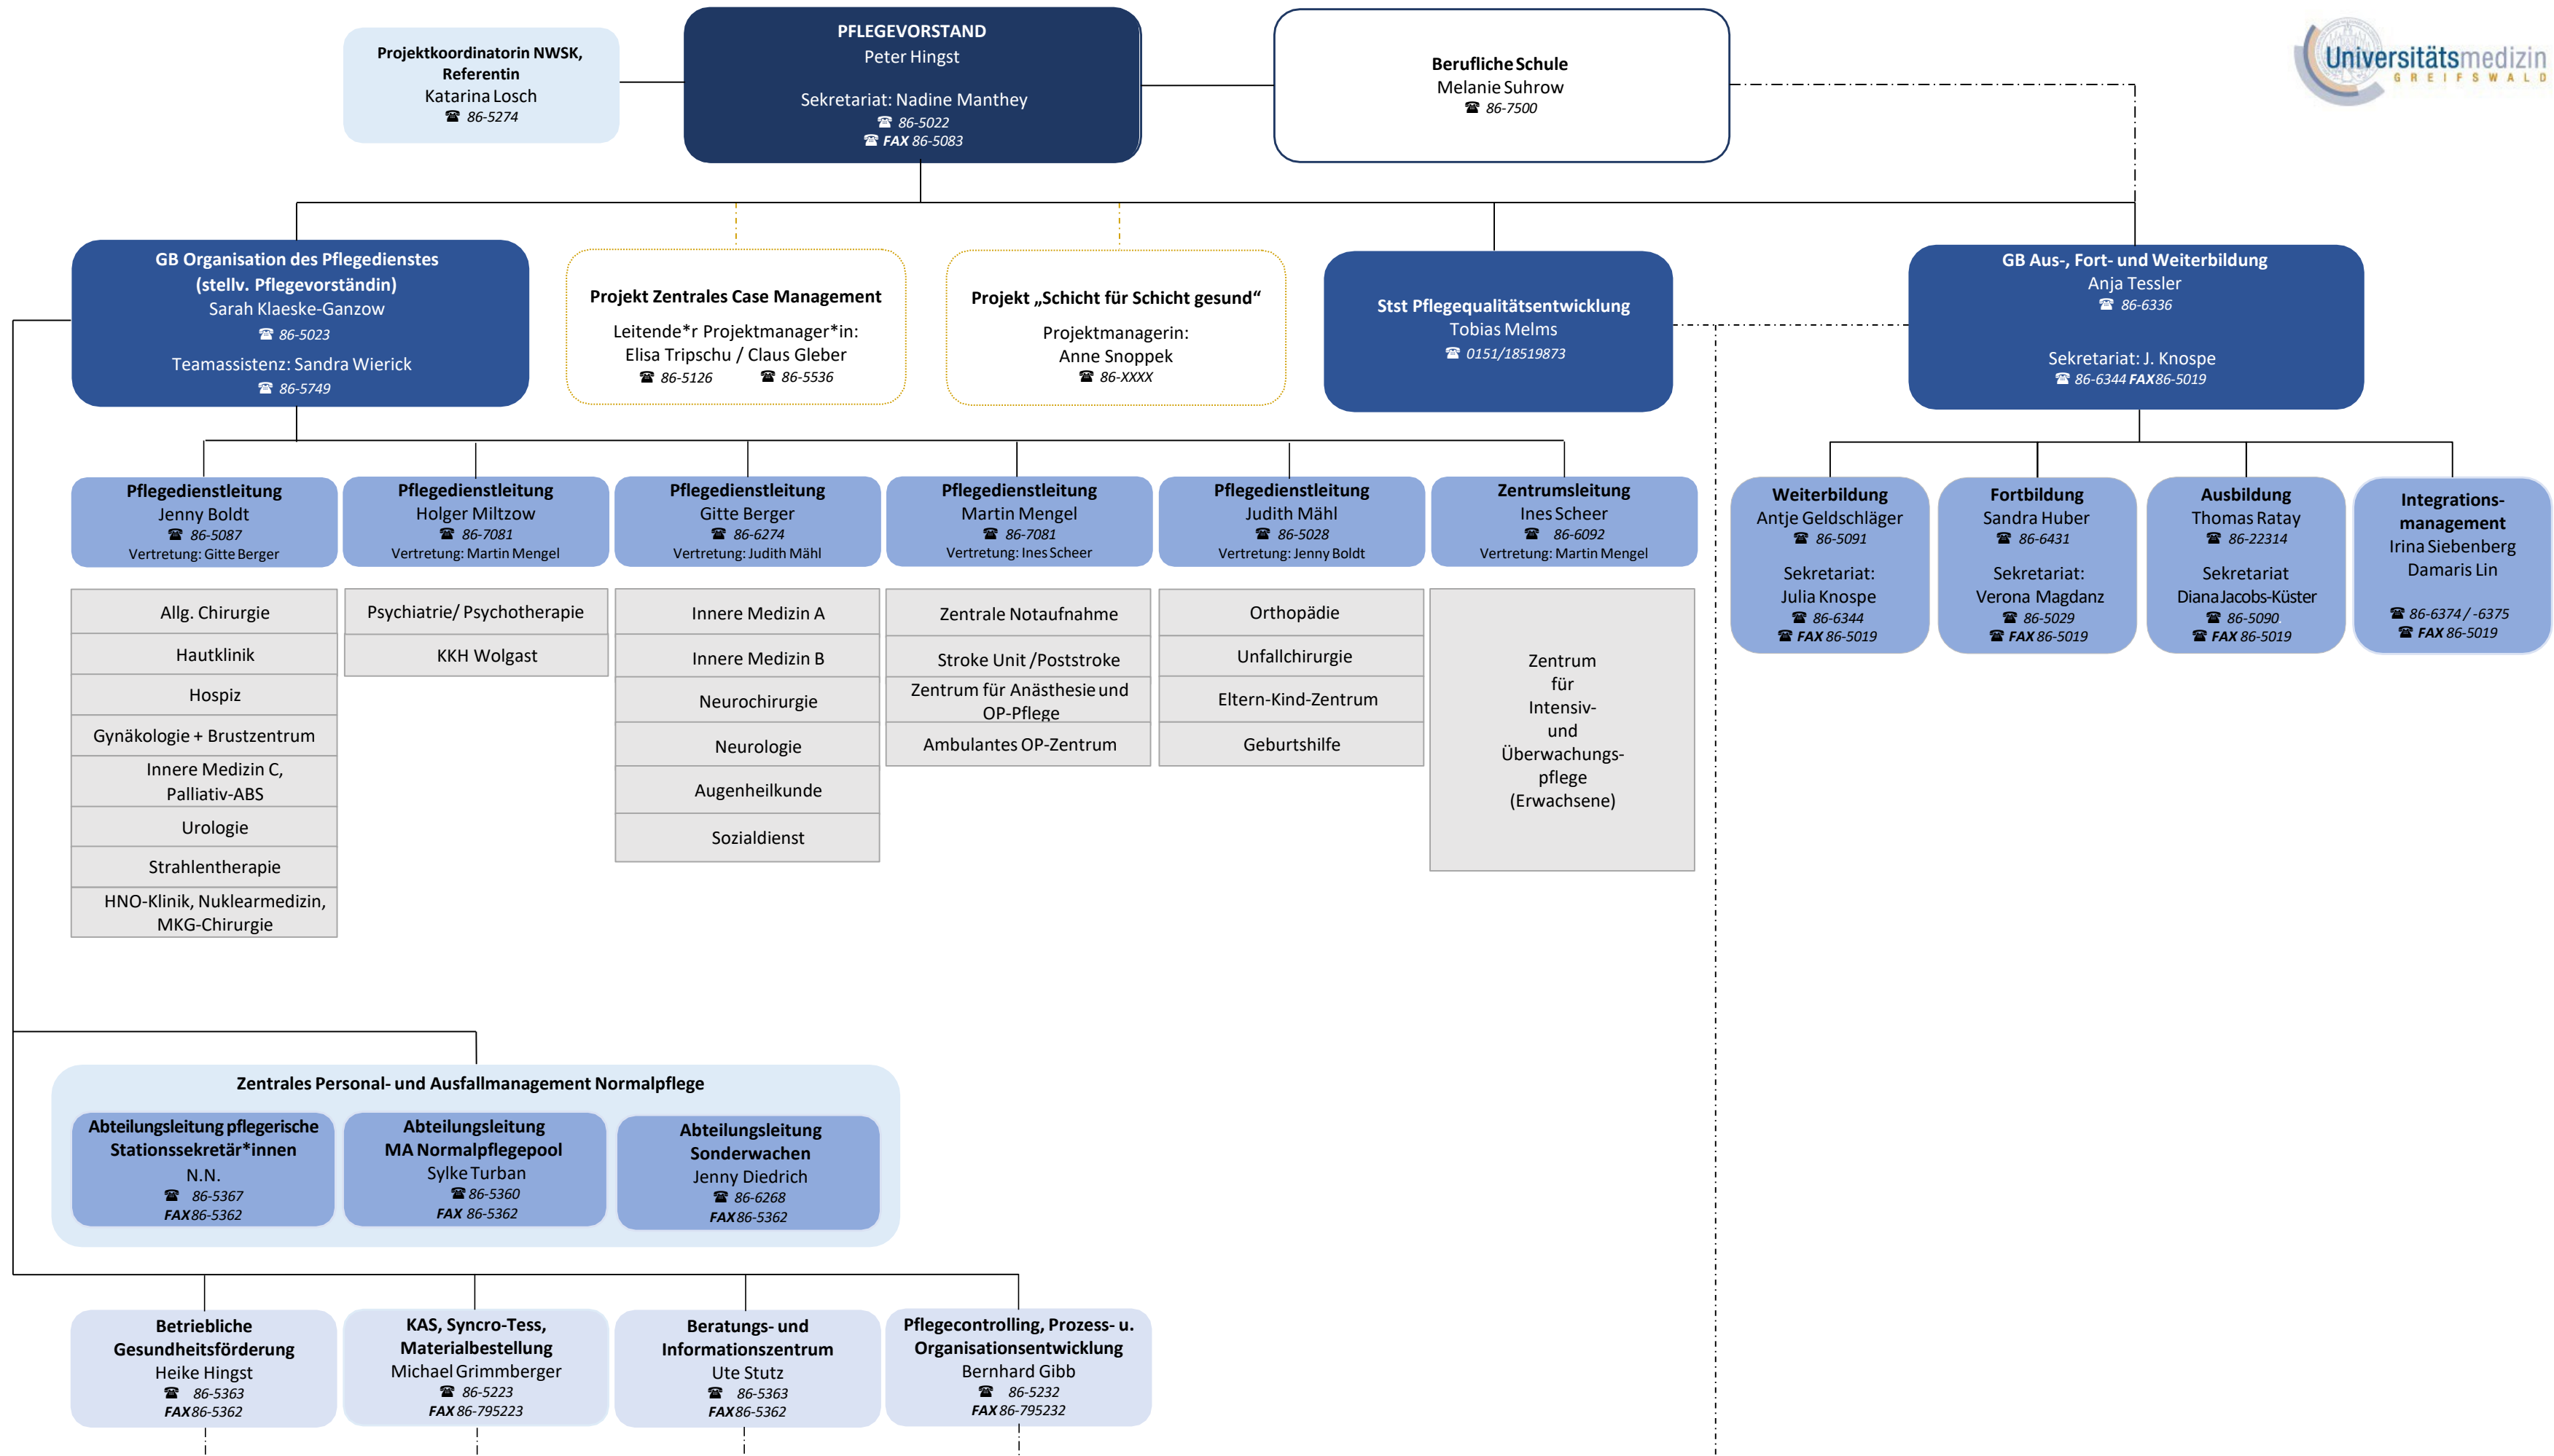 PFLEGEVORSTAND
Peter Hingst
Sekretariat: Nadine Manthey
☎ 86-5022
☎ FAX 86-5083
Projektkoordinatorin NWSK,
Referentin
Katarina Losch
☎ 86-5274
Berufliche Schule
Melanie Suhrow
☎ 86-7500
Universitätsmedizin
GREIFSWALD
GB Organisation des Pflegedienstes
(stellv. Pflegevorständin)
Sarah Klaeske-Ganzow
☎ 86-5023
Teamassistenz: Sandra Wierick
☎ 86-5749
Projekt Zentrales Case Management
Leitende*r Projektmanager*in:
Elisa Tripschu / Claus Gleber
☎ 86-5126 ☎ 86-5536
Projekt „Schicht für Schicht gesund“
Projektmanagerin:
Anne Snoppek
☎ 86-XXXX
Stst Pflegequalitätsentwicklung
Tobias Melms
☎ 0151/18519873
GB Aus-, Fort- und Weiterbildung
Anja Tessler
☎ 86-6336
Sekretariat: J. Knospe
☎ 86-6344 FAX 86-5019
Pflegedienstleitung
Jenny Boldt
☎ 86-5087
Vertretung: Gitte Berger
Pflegedienstleitung
Holger Miltzow
☎ 86-7081
Vertretung: Martin Mengel
Pflegedienstleitung
Gitte Berger
☎ 86-6274
Vertretung: Judith Mähl
Pflegedienstleitung
Martin Mengel
☎ 86-7081
Vertretung: Ines Scheer
Pflegedienstleitung
Judith Mähl
☎ 86-5028
Vertretung: Jenny Boldt
Zentrumsleitung
Ines Scheer
☎ 86-6092
Vertretung: Martin Mengel
Weiterbildung
Antje Geldschläger
☎ 86-5091
Sekretariat:
Julia Knospe
☎ 86-6344
☎ FAX 86-5019
Fortbildung
Sandra Huber
☎ 86-6431
Sekretariat:
Verona Magdanz
☎ 86-5029
☎ FAX 86-5019
Ausbildung
Thomas Ratay
☎ 86-22314
Sekretariat
Diana Jacobs-Küster
☎ 86-5090
☎ FAX 86-5019
Integrations-
management
Irina Siebenberg
Damaris Lin
☎ 86-6374 / -6375
☎ FAX 86-5019
Allg. Chirurgie
Hautklinik
Hospiz
Gynäkologie + Brustzentrum
Innere Medizin C,
Palliativ-ABS
Urologie
Strahlentherapie
HNO-Klinik, Nuklearmedizin,
MKG-Chirurgie
Psychiatrie/ Psychotherapie
KKH Wolgast
Innere Medizin A
Innere Medizin B
Neurochirurgie
Neurologie
Augenheilkunde
Sozialdienst
Zentrale Notaufnahme
Stroke Unit /Poststroke
Zentrum für Anästhesie und
OP-Pflege
Ambulantes OP-Zentrum
Orthopädie
Unfallchirurgie
Eltern-Kind-Zentrum
Geburtshilfe
Zentrum
für
Intensiv-
und
Überwachungs-
pflege
(Erwachsene)
Zentrales Personal- und Ausfallmanagement Normalpflege
Abteilungsleitung pflegerische
Stationssekretär*innen
N.N.
☎ 86-5367
FAX 86-5362
Abteilungsleitung
MA Normalpflegepool
Sylke Turban
☎ 86-5360
FAX 86-5362
Abteilungsleitung
Sonderwachen
Jenny Diedrich
☎ 86-6268
FAX 86-5362
Betriebliche
Gesundheitsförderung
Heike Hingst
☎ 86-5363
FAX 86-5362
KAS, Syncro-Tess,
Materialbestellung
Michael Grimmberger
☎ 86-5223
FAX 86-795223
Beratungs- und
Informationszentrum
Ute Stutz
☎ 86-5363
FAX 86-5362
Pflegecontrolling, Prozess- u.
Organisationsentwicklung
Bernhard Gibb
☎ 86-5232
FAX 86-795232